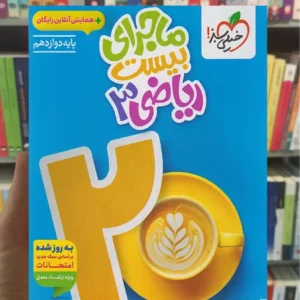 + همایش آنلاین رایگان
پایه دوازدهم
خیلی سبز!
ماجرای
بیست
ریاضی ۳
۲۰
به روز شده
بر اساس سبک جدید
امتحانات